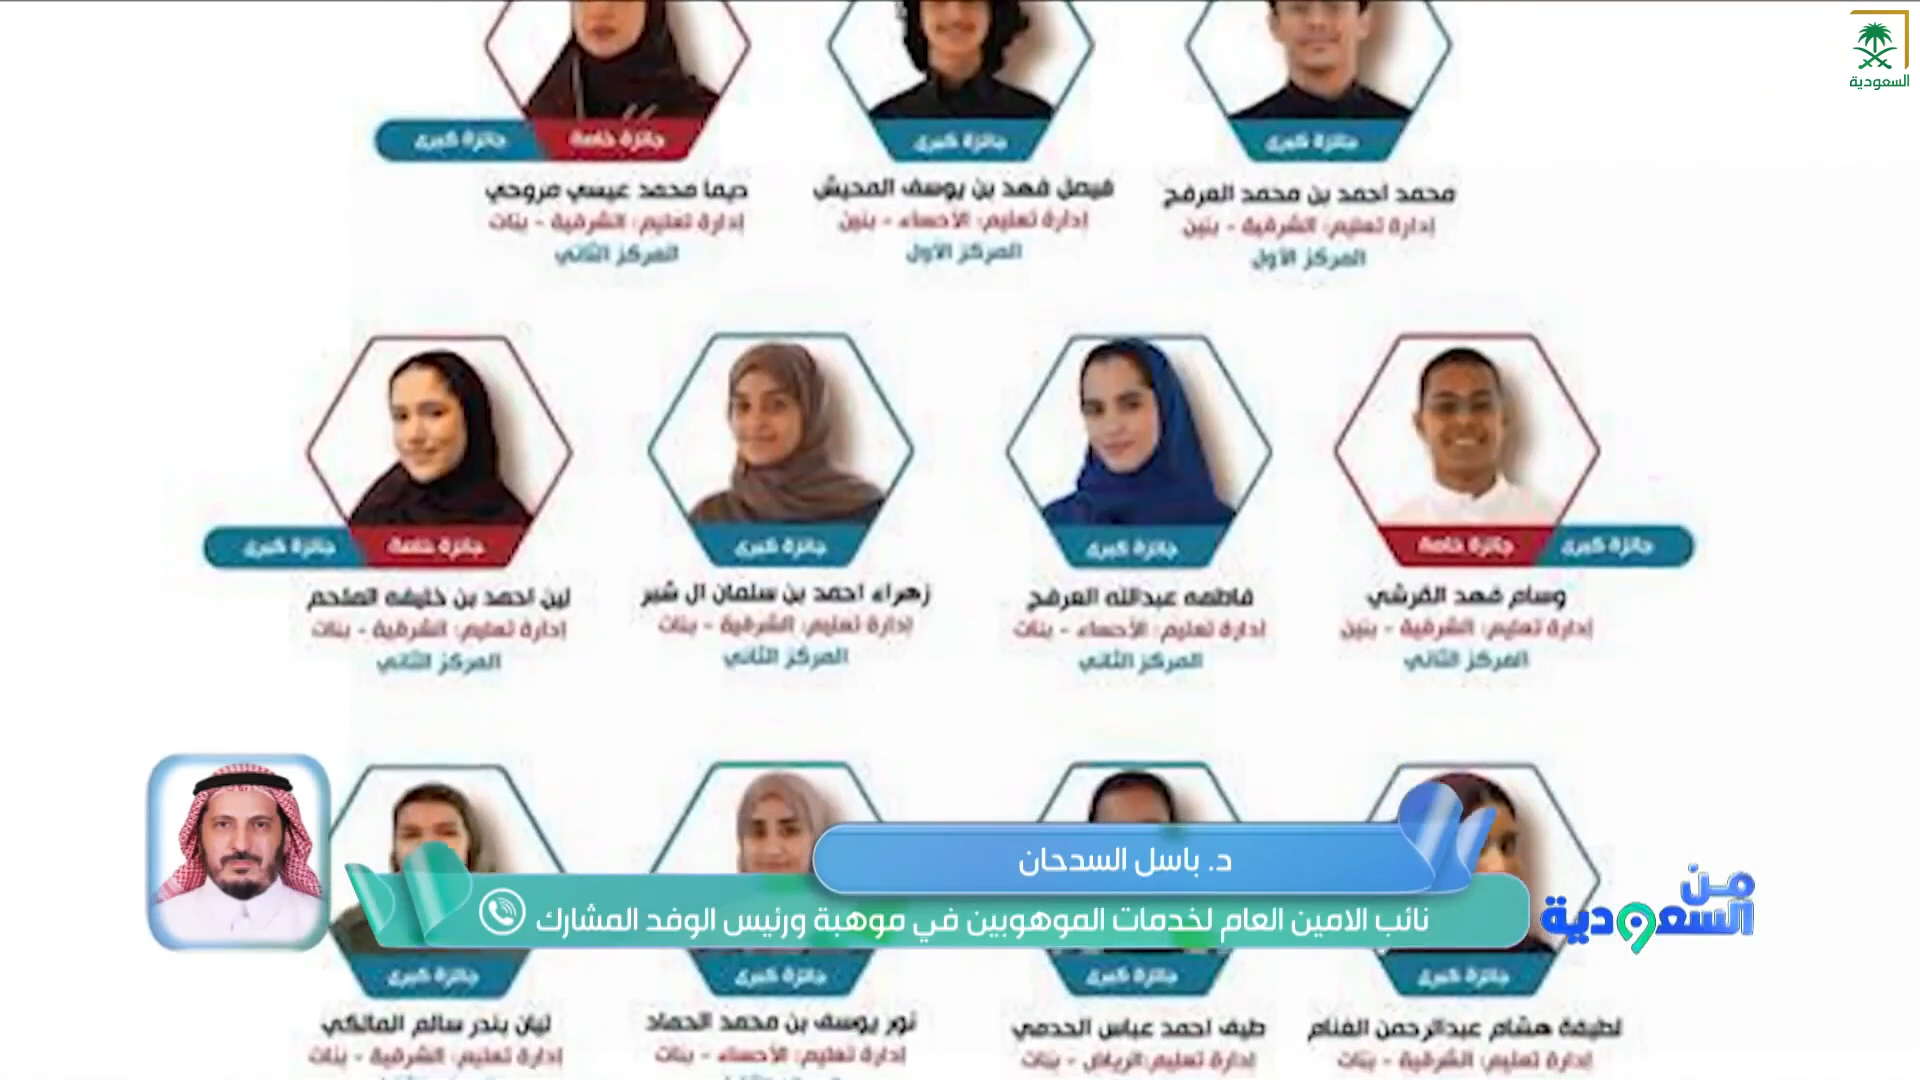 السعودية
جائزة كبرى
جائزة كبرى
جائزة خاصة جائزة كبرى
محمد احمد بن محمد العرفج
فيصل فهد بن يوسف المحيش
ديما محمد عيسي مروحي
إدارة تعليم: الشرقية - بنين
إدارة تعليم: الأحساء - بنين
إدارة تعليم: الشرقية - بنات
المركز الأول
المركز الأول
المركز الثاني
جائزة كبرى جائزة خاصة
جائزة كبرى
جائزة كبرى
جائزة خاصة جائزة كبرى
وسام فهد القرشي
فاطمه عبدالله العرفج
زهراء احمد بن سلمان ال شبر
لين احمد بن خليفه الملحم
إدارة تعليم: الشرقية - بنين
إدارة تعليم: الأحساء - بنات
إدارة تعليم: الشرقية - بنات
إدارة تعليم: الشرقية - بنات
المركز الثاني
المركز الثاني
المركز الثاني
المركز الثاني
د. باسل السدحان
نائب الامين العام لخدمات الموهوبين في موهبة ورئيس الوفد المشارك
من
السعودية
جائزة كبرى
جائزة كبرى
جائزة كبرى
جائزة كبرى
لطيفة هشام عبدالرحمن الغنام
طيف احمد عباس الحدمي
نور يوسف بن محمد الحماد
ليان بندر سالم المالكي
إدارة تعليم: الشرقية - بنات
إدارة تعليم: الرياض - بنات
إدارة تعليم: الأحساء - بنات
إدارة تعليم: الشرقية - بنات